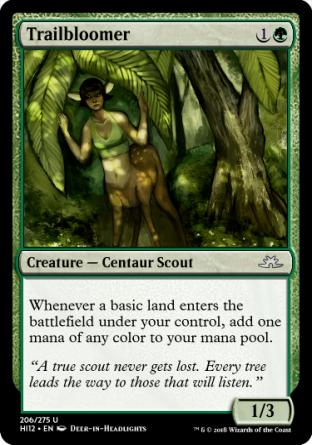 Trailbloomer 1
Creature — Centaur Scout
Whenever a basic land enters the
battlefield under your control, add one
mana of any color to your mana pool.
“A true scout never gets lost. Every tree
leads the way to those that will listen.”
1/3
206/275 U
HI12 • EN DEER-IN-HEADLIGHTS
™ & © 2018 Wizards of the Coast